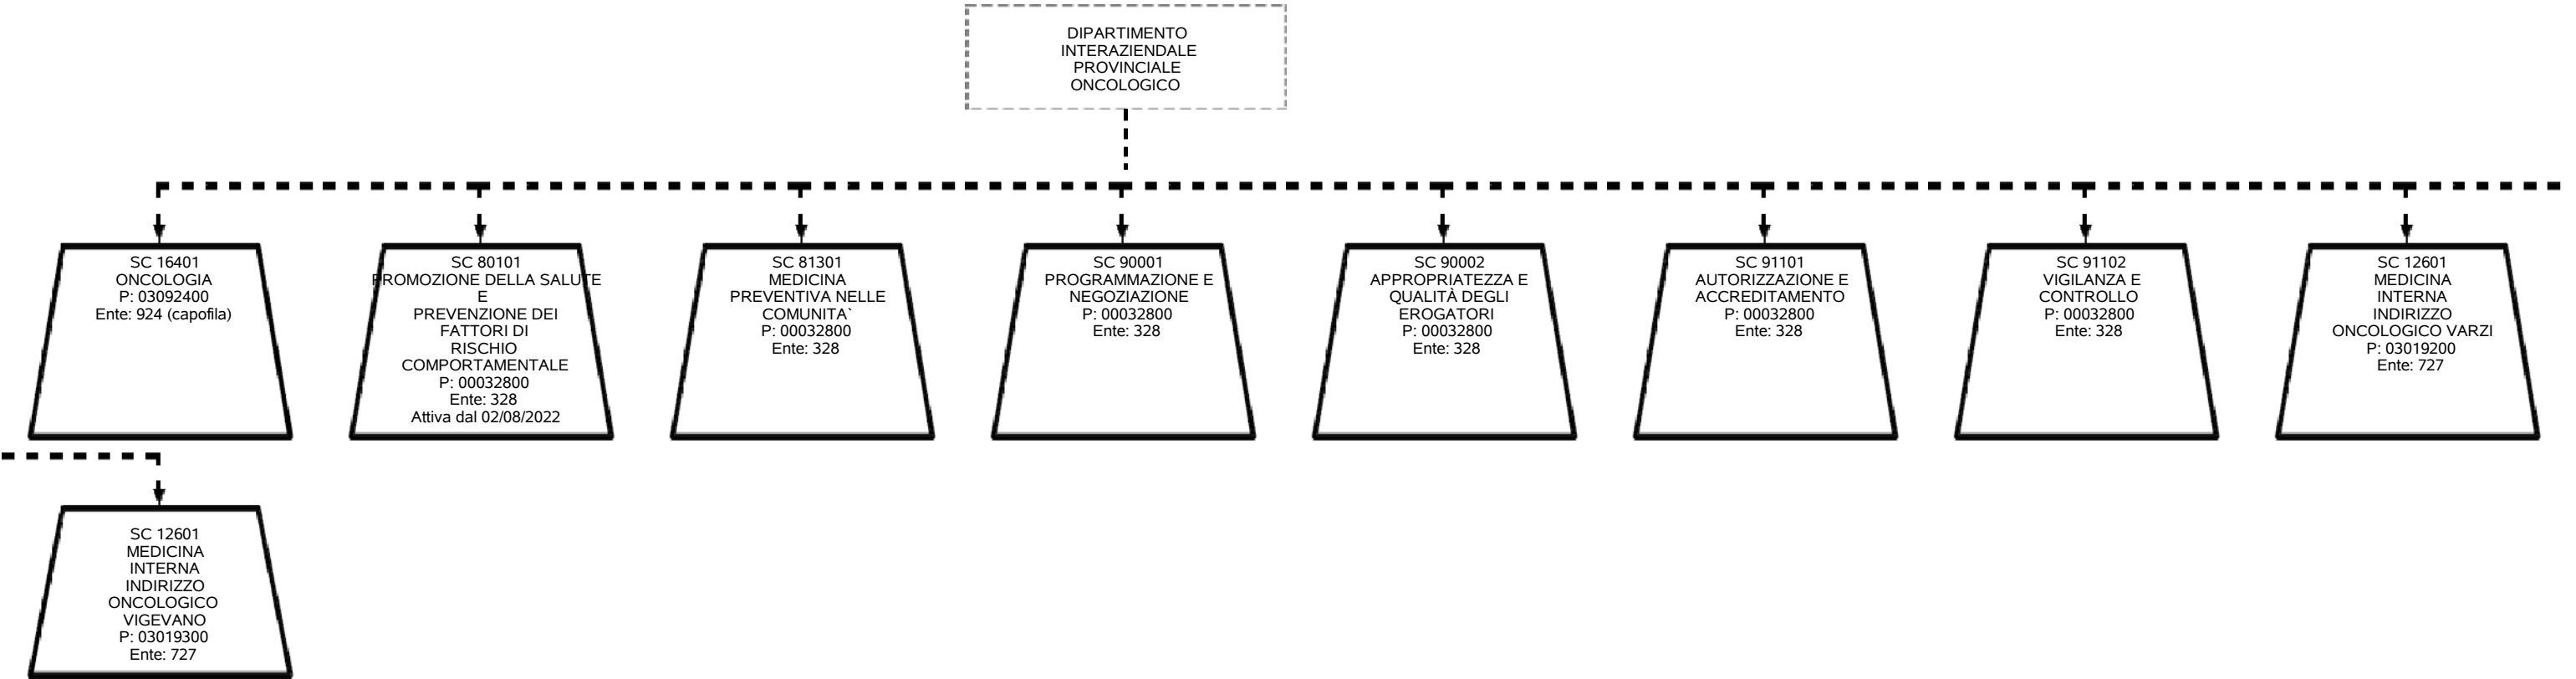 DIPARTIMENTO
INTERAZIENDALE
PROVINCIALE
ONCOLOGICO
SC 16401
ONCOLOGIA
P: 03092400
Ente: 924 (capofila)
SC 80101
PROMOZIONE DELLA SALUTE
E
PREVENZIONE DEI
FATTORI DI
RISCHIO
COMPORTAMENTALE
P: 00032800
Ente: 328
Attiva dal 02/08/2022
SC 81301
MEDICINA
PREVENTIVA NELLE
COMUNITA`
P: 00032800
Ente: 328
SC 90001
PROGRAMMAZIONE E
NEGOZIAZIONE
P: 00032800
Ente: 328
SC 90002
APPROPRIATEZZA E
QUALITÀ DEGLI
EROGATORI
P: 00032800
Ente: 328
SC 91101
AUTORIZZAZIONE E
ACCREDITAMENTO
P: 00032800
Ente: 328
SC 91102
VIGILANZA E
CONTROLLO
P: 00032800
Ente: 328
SC 12601
MEDICINA
INTERNA
INDIRIZZO
ONCOLOGICO VARZI
P: 03019200
Ente: 727
SC 12601
MEDICINA
INTERNA
INDIRIZZO
ONCOLOGICO
VIGEVANO
P: 03019300
Ente: 727